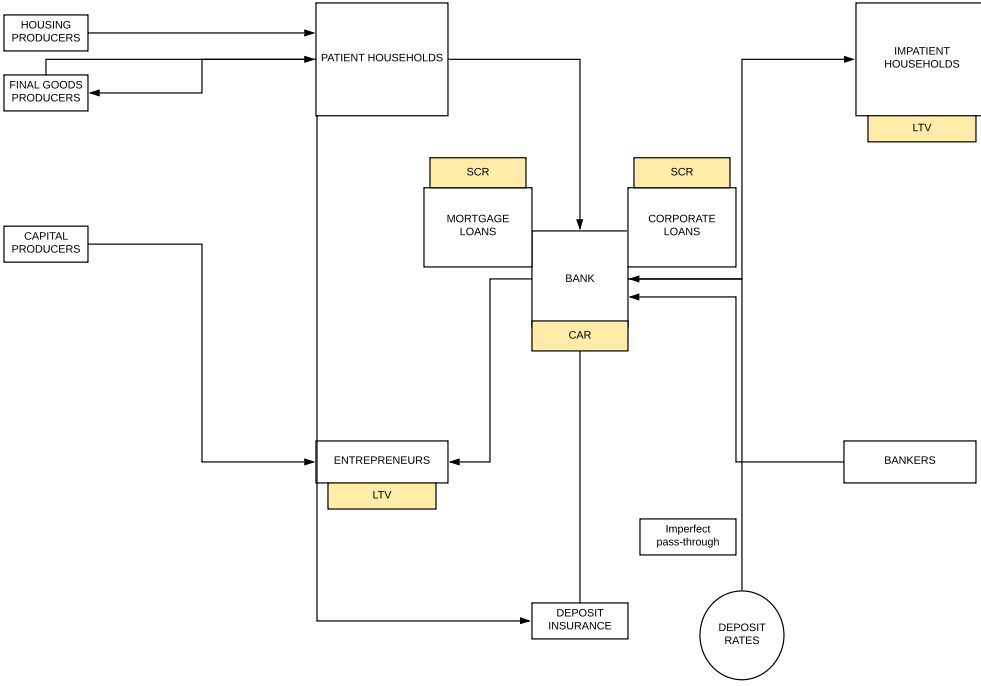 HOUSING
PRODUCERS
PATIENT HOUSEHOLDS
IMPATIENT
HOUSEHOLDS
FINAL GOODS
PRODUCERS
LTV
SCR
SCR
MORTGAGE
LOANS
CORPORATE
LOANS
CAPITAL
PRODUCERS
BANK
CAR
ENTREPRENEURS
BANKERS
LTV
Imperfect
pass-through
DEPOSIT
INSURANCE
DEPOSIT
RATES